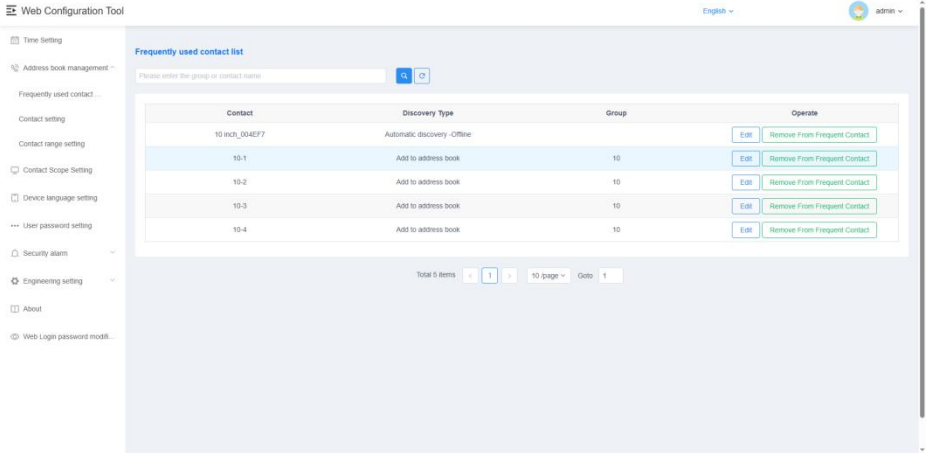 Web Configuration Tool English admin
Time Setting
Frequently used contact list
Address book management
Please enter the group or contact name
Frequently used contact ...
Contact Discovery Type Group Operate
Contact setting
10 inch_004EF7 Automatic discovery -Offline Edit Remove From Frequent Contact
Contact range setting
10-1 Add to address book 10 Edit Remove From Frequent Contact
Contact Scope Setting
10-2 Add to address book 10 Edit Remove From Frequent Contact
Device language setting
10-3 Add to address book 10 Edit Remove From Frequent Contact
User password setting
10-4 Add to address book 10 Edit Remove From Frequent Contact
Security alarm
Total 5 items < 1 > 10 /page Goto 1
Engineering setting
About
Web Login password modifi...